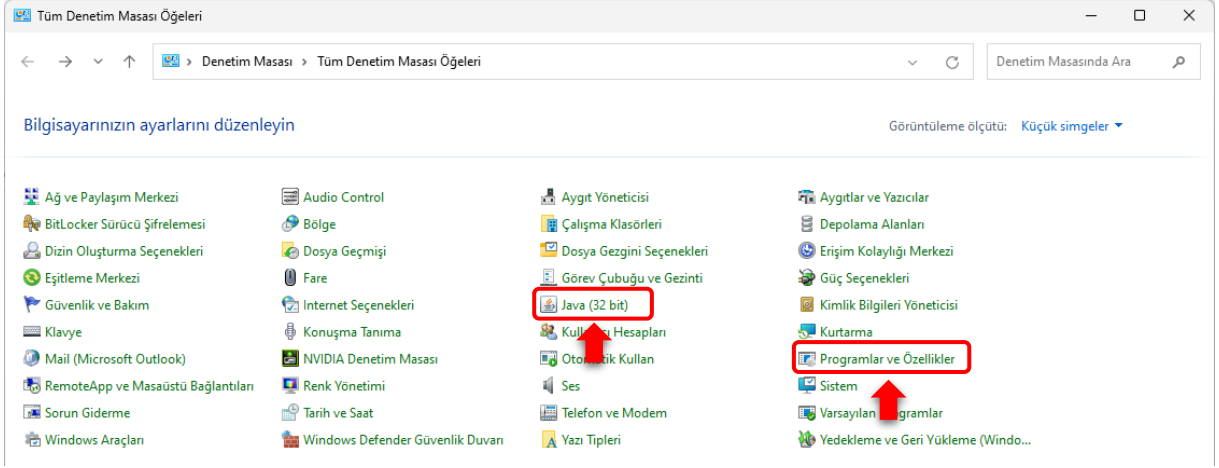 Tüm Denetim Masası Öğeleri
Denetim Masası > Tüm Denetim Masası Öğeleri
Denetim Masasında Ara
Bilgisayarınızın ayarlarını düzenleyin
Görüntüleme ölçütü: Küçük simgeler
Ağ ve Paylaşım Merkezi
Audio Control
Aygıt Yöneticisi
Aygıtlar ve Yazıcılar
BitLocker Sürücü Şifrelemesi
Bölge
Çalışma Klasörleri
Depolama Alanları
Dizin Oluşturma Seçenekleri
Dosya Geçmişi
Dosya Gezgini Seçenekleri
Erişim Kolaylığı Merkezi
Eşitleme Merkezi
Fare
Görev Çubuğu ve Gezinti
Güç Seçenekleri
Güvenlik ve Bakım
Internet Seçenekleri
Java (32 bit)
Kimlik Bilgileri Yöneticisi
Klavye
Konuşma Tanıma
Hesapları
Kurtarma
Mail (Microsoft Outlook)
NVIDIA Denetim Masası
Kullan
Programlar ve Özellikler
RemoteApp ve Masaüstü Bağlantıları
Renk Yönetimi
Ses
Sistem
Sorun Giderme
Tarih ve Saat
Telefon ve Modem
Varsayılan
Windows Araçları
Windows Defender Güvenlik Duvarı
Yazı Tipleri
Yedekleme ve Geri Yükleme (Windo...